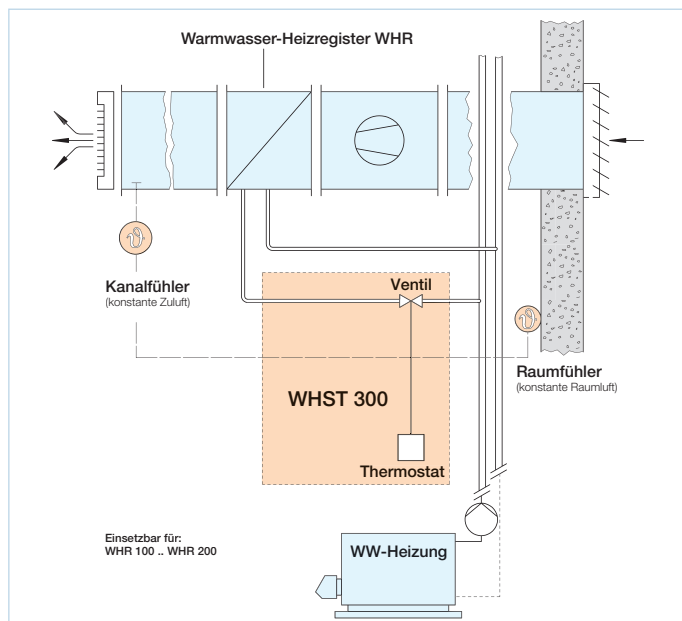 Warmwasser-Heizregister WHR
ϑ
Kanalfühler
(konstante Zuluft)
Ventil
ϑ
Raumfühler
(konstante Raumluft)
WHST 300
Thermostat
Einsetzbar für:
WHR 100 .. WHR 200
WW-Heizung